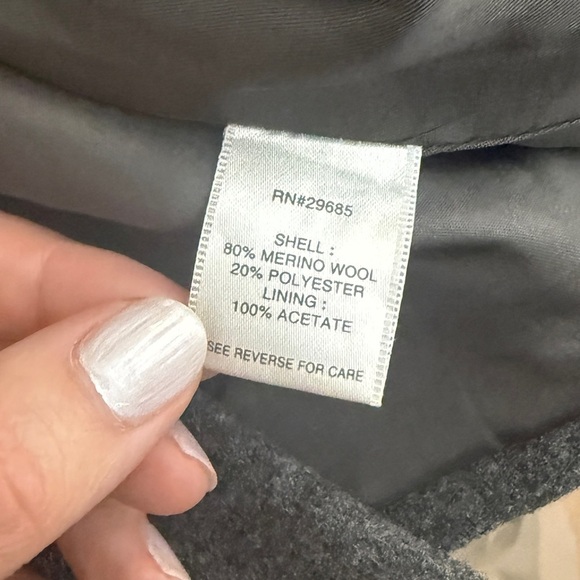 RN#29685
SHELL :
80% MERINO WOOL
20% POLYESTER
LINING :
100% ACETATE
SEE REVERSE FOR CARE